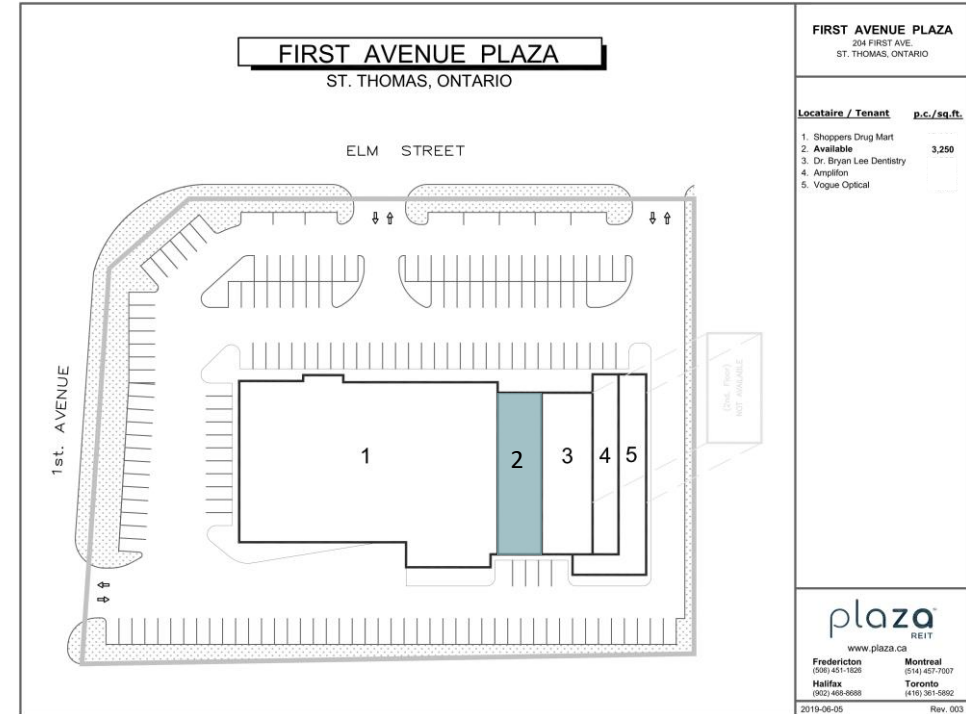 FIRST AVENUE PLAZA
ST. THOMAS, ONTARIO
ELM STREET
1st. AVENUE
1
2
3
4
5
(2nd. Floor)
NOT AVAILABLE
FIRST AVENUE PLAZA
204 FIRST AVE.
ST. THOMAS, ONTARIO
Locataire / Tenant p.c./sq.ft.
1. Shoppers Drug Mart
2. Available 3,250
3. Dr. Bryan Lee Dentistry
4. Amplifon
5. Vogue Optical
plaza
REIT
www.plaza.ca
Fredericton Montreal
(506) 451-1826 (514) 457-7007
Halifax Toronto
(902) 468-8688 (416) 361-5892
2019-06-05 Rev. 003